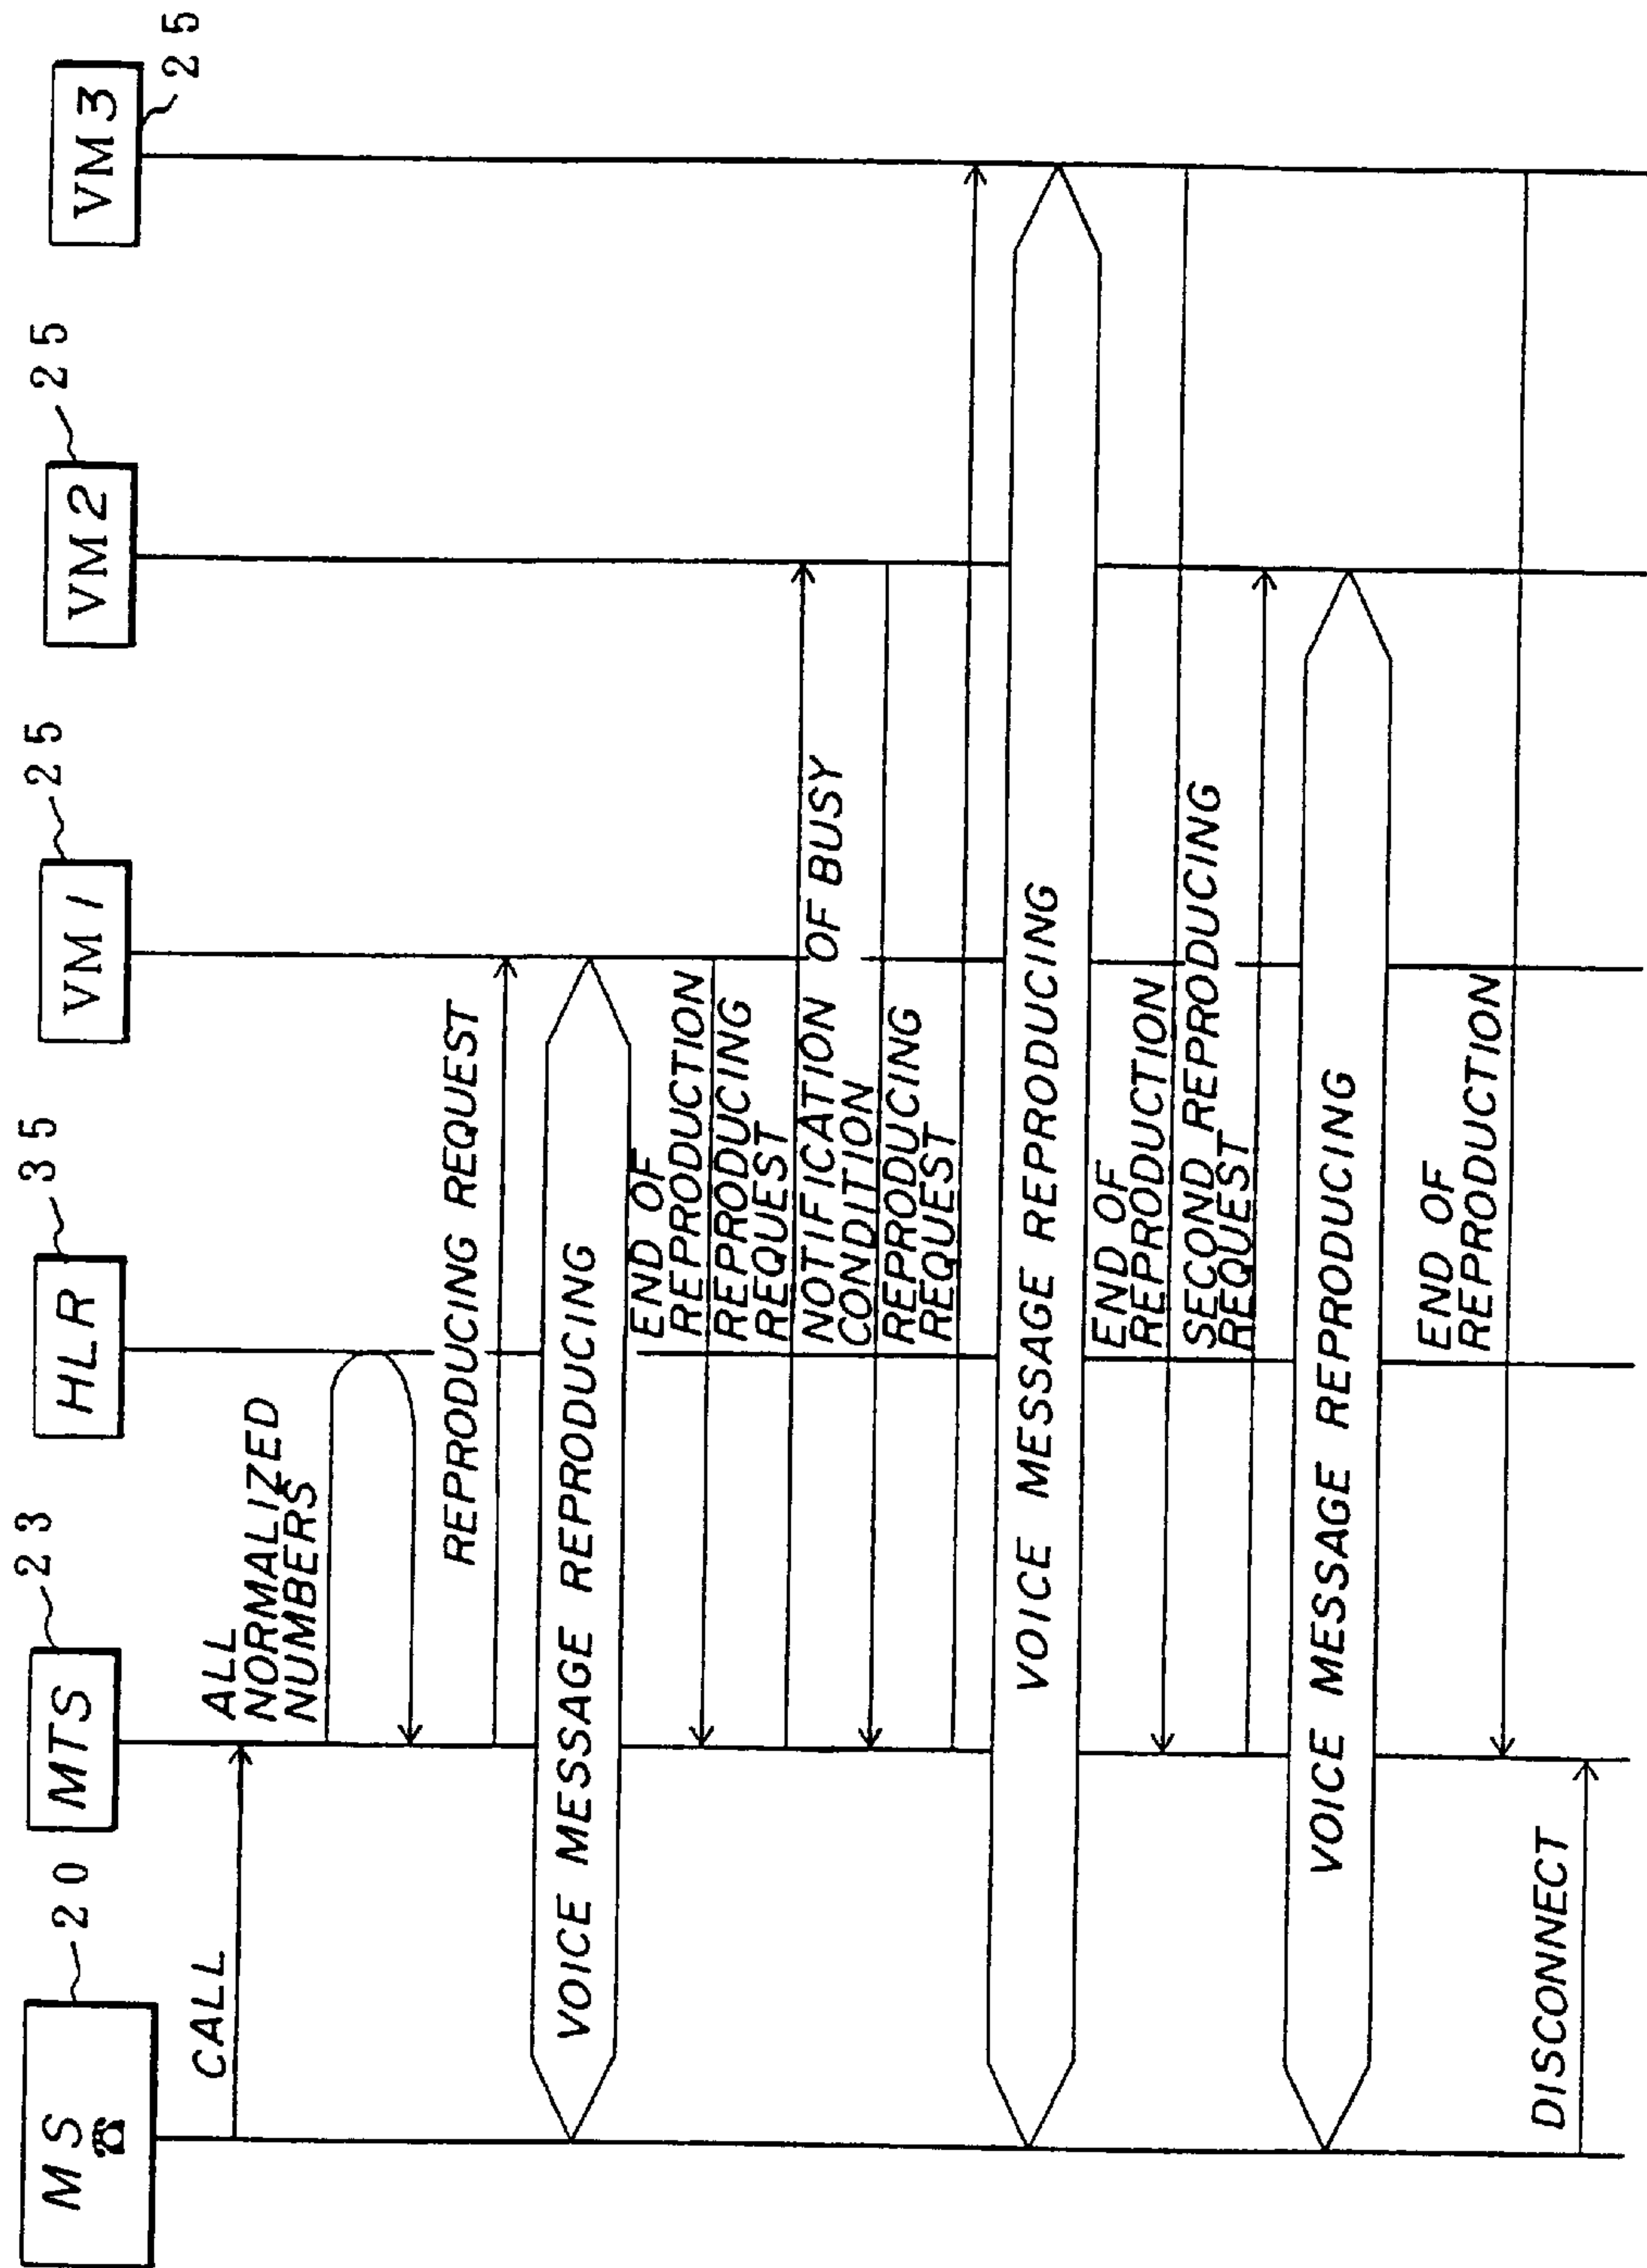 MS
20
MTS
23
HLR
35
VM1
25
VM2
25
VM3
25
CALL
ALL
NORMALIZED
NUMBERS
REPRODUCING REQUEST
VOICE MESSAGE REPRODUCING
END OF
REPRODUCTION
REPRODUCING
REQUEST
NOTIFICATION OF BUSY
CONDITION
REPRODUCING
REQUEST
VOICE MESSAGE REPRODUCING
END OF
REPRODUCTION
SECOND REPRODUCING
REQUEST
VOICE MESSAGE REPRODUCING
END OF
REPRODUCTION
DISCONNECT